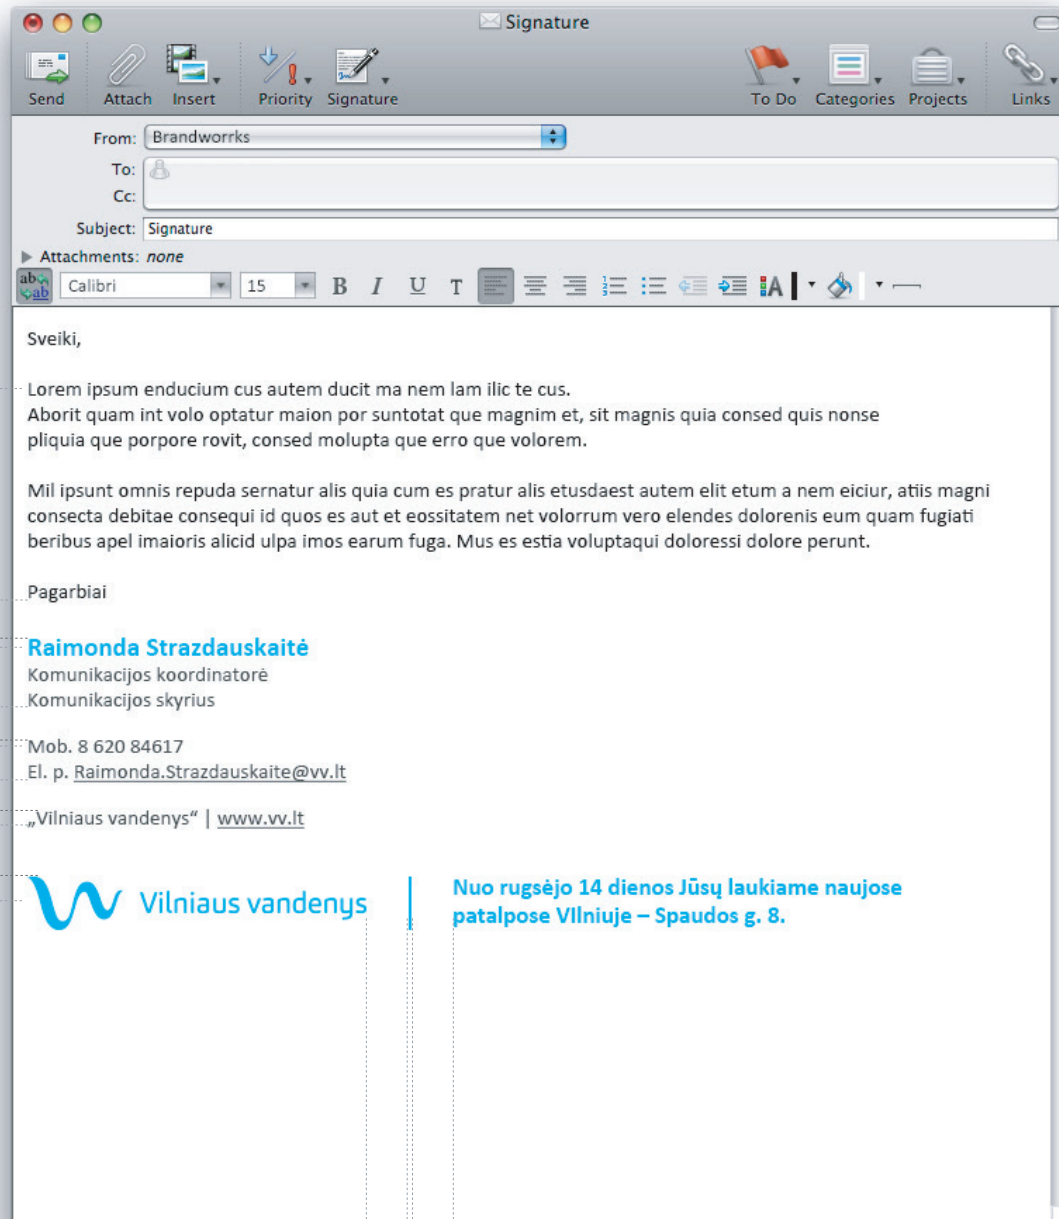 Signature
Send Attach Insert Priority Signature To Do Categories Projects Links
From: Brandworrks
To:
Cc:
Subject: Signature
Attachments: none
abc ab Calibri 15 B I U T A
Sveiki,
Lorem ipsum enducium cus autem ducit ma nem lam ilic te cus.
Aborit quam int volo optatur maion por suntotat que magnim et, sit magnis quia consed quis nonse
pliquia que porpore rovit, consed molupta que erro que volorem.
Mil ipsunt omnis repuda sernatur alis quia cum es pratur alis etusdaest autem elit etum a nem eiciur, atiis magni
consecta debitae consequi id quos es aut et eossitatem net volorrum vero elendes dolorenis eum quam fugiati
beribus apel imaioris alicid ulpa imos earum fuga. Mus es estia voluptaqui doloressi dolore perunt.
Pagarbiai
Raimonda Strazdauskaitė
Komunikacijos koordinatorė
Komunikacijos skyrius
Mob. 8 620 84617
El. p. Raimonda.Strazdauskaite@vv.lt
„Vilniaus vandenys“ | www.vv.lt
Vilniaus vandenys
Nuo rugsėjo 14 dienos Jūsų laukiame naujose
patalpose VIlniuje – Spaudos g. 8.